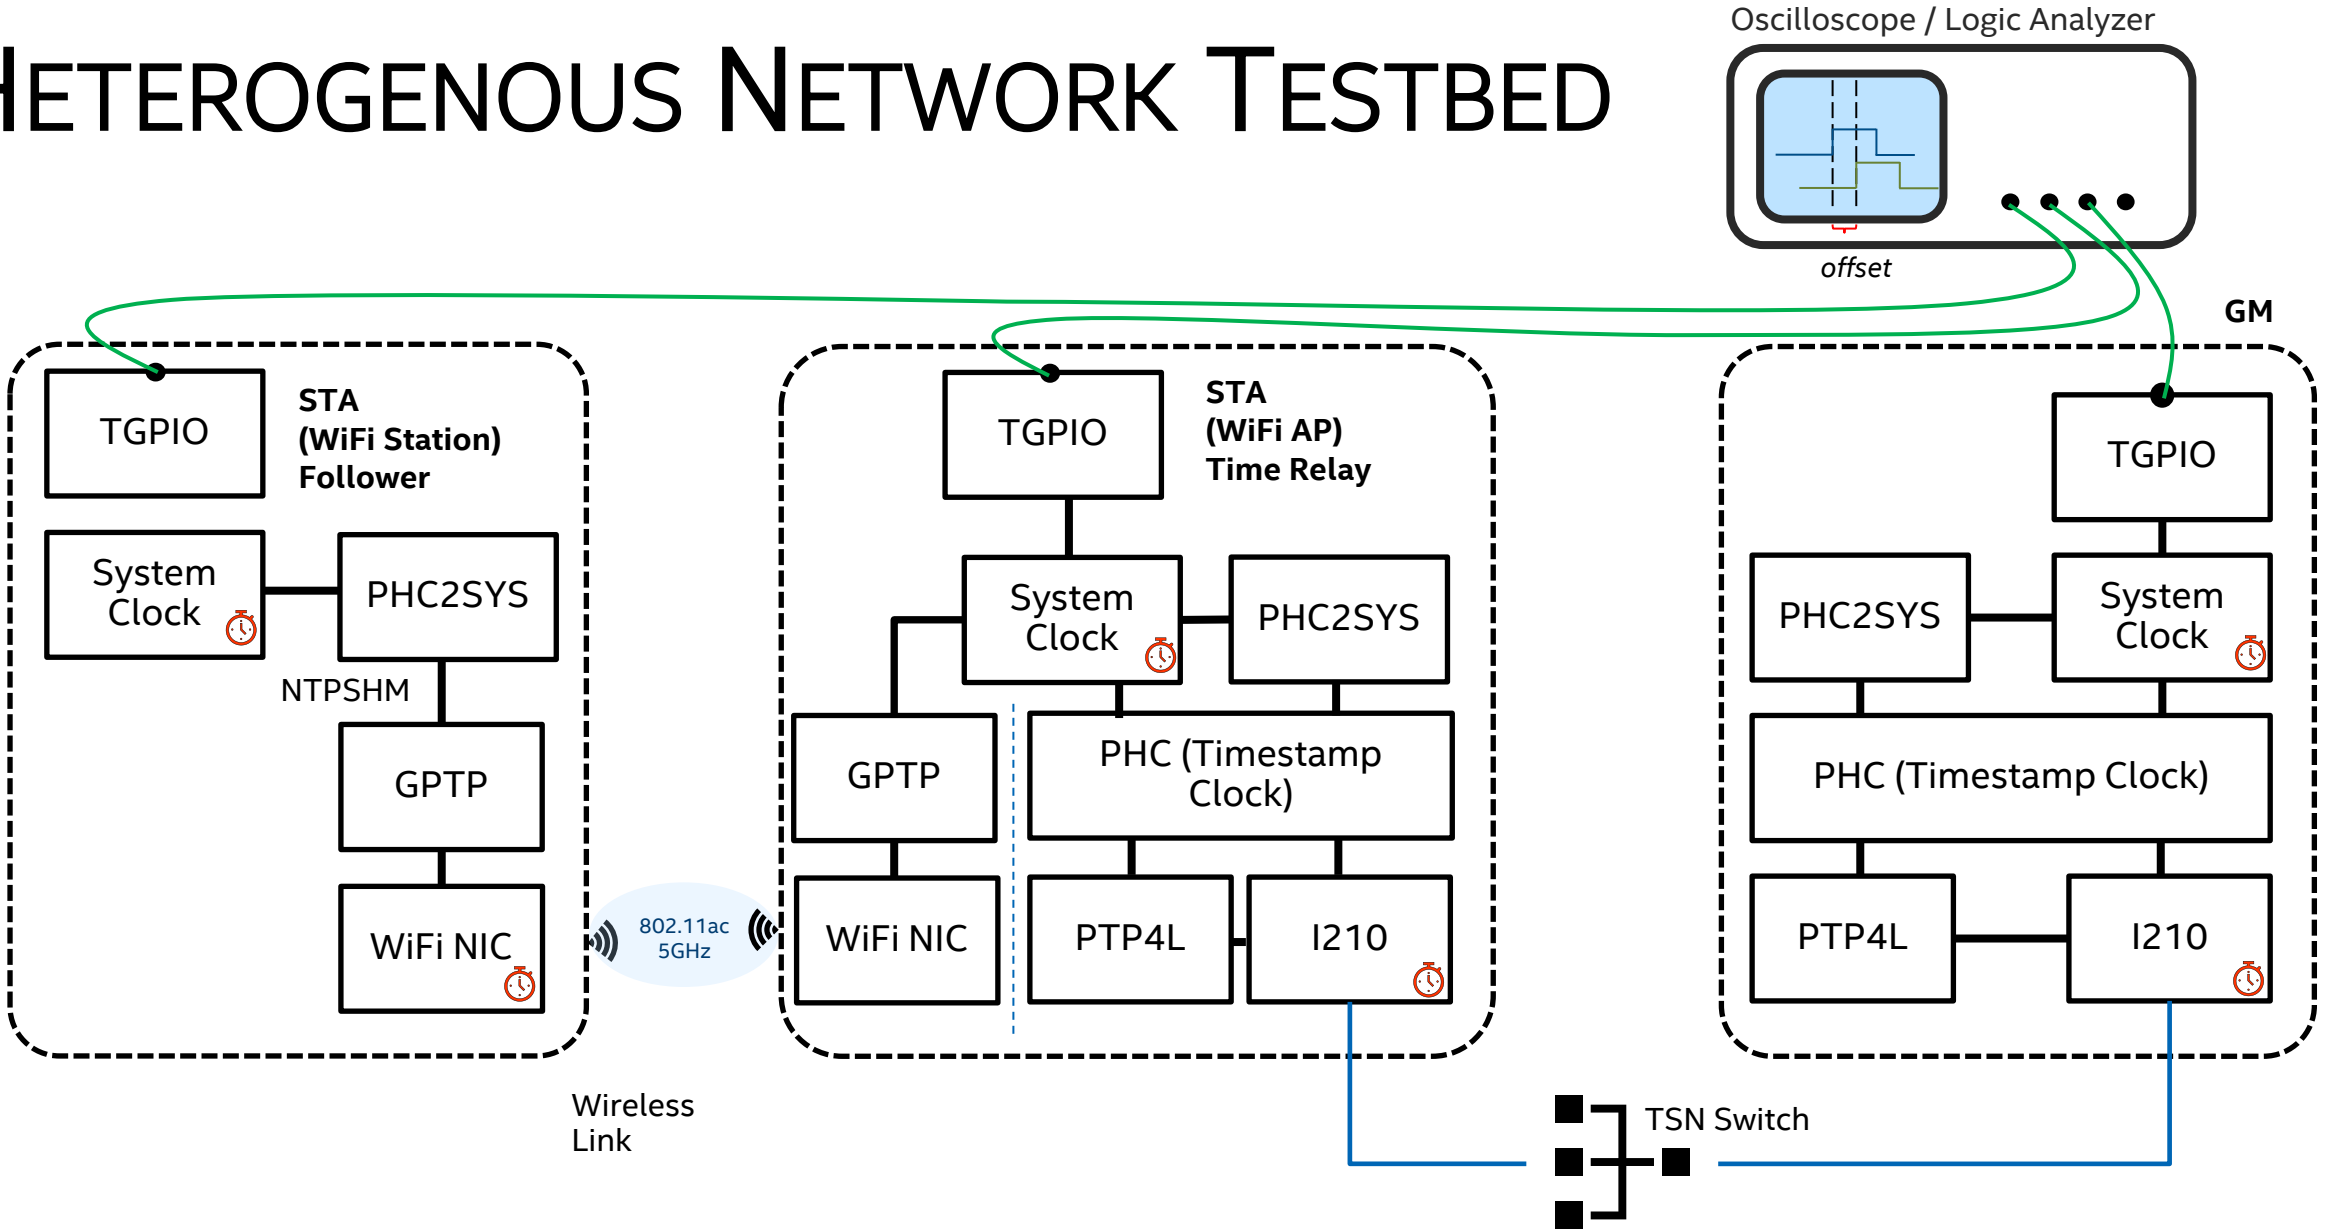 Oscilloscope / Logic Analyzer
HETEROGENOUS NETWORK TESTBED
offset
GM
TGPIO
STA
(WiFi Station)
Follower
System
Clock
PHC2SYS
NTPSHM
GPTP
WiFi NIC
802.11ac
5GHz
Wireless
Link
TGPIO
STA
(WiFi AP)
Time Relay
System
Clock
PHC2SYS
GPTP
PHC (Timestamp
Clock)
WiFi NIC
PTP4L
I210
TSN Switch
TGPIO
PHC2SYS
System
Clock
PHC (Timestamp Clock)
PTP4L
I210